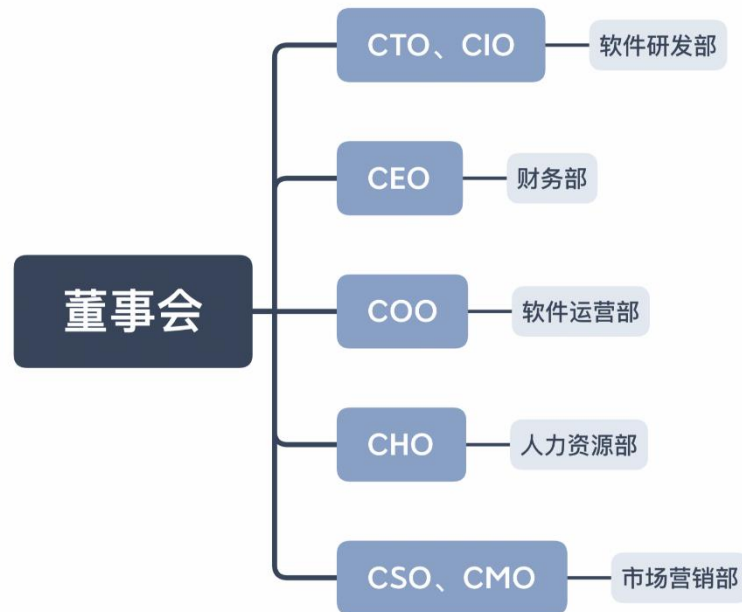 CTO、CIO
软件研发部
CEO
财务部
董事会
COO
软件运营部
CHO
人力资源部
CSO、CMO
市场营销部